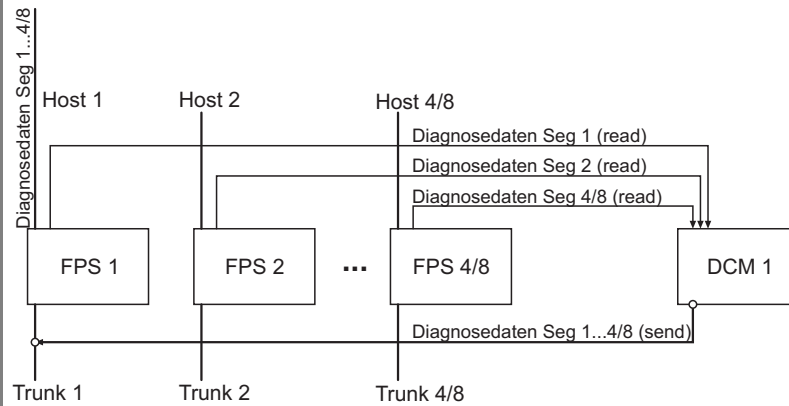 Diagnosedaten Seg 1...4/8
Host 1
Host 2
Host 4/8
Diagnosedaten Seg 1 (read)
Diagnosedaten Seg 2 (read)
Diagnosedaten Seg 4/8 (read)
FPS 1
FPS 2
...
FPS 4/8
DCM 1
Diagnosedaten Seg 1...4/8 (send)
Trunk 1
Trunk 2
Trunk 4/8